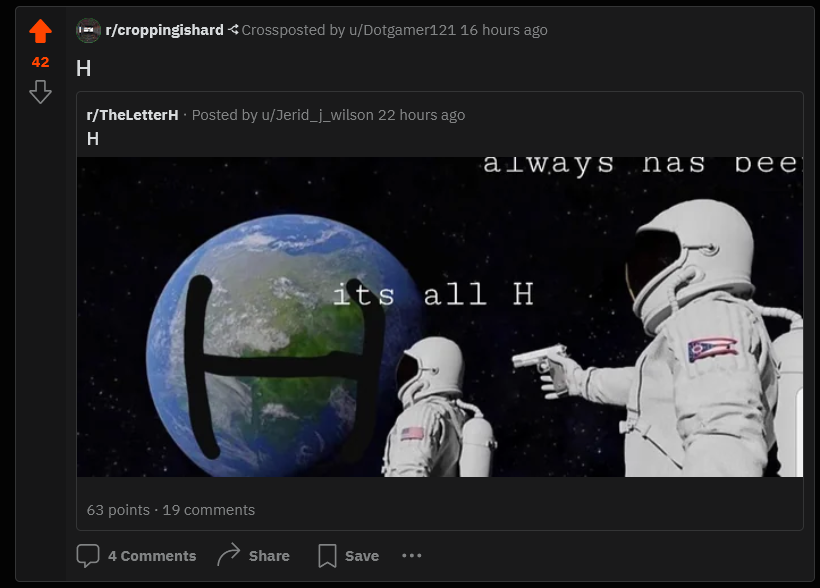 r/croppingishard Crossposted by u/Dotgamer121 16 hours ago
42
H
r/TheLetterH · Posted by u/Jerid_j_wilson 22 hours ago
H
always has bee
its all H
H
63 points · 19 comments
4 Comments Share Save ...